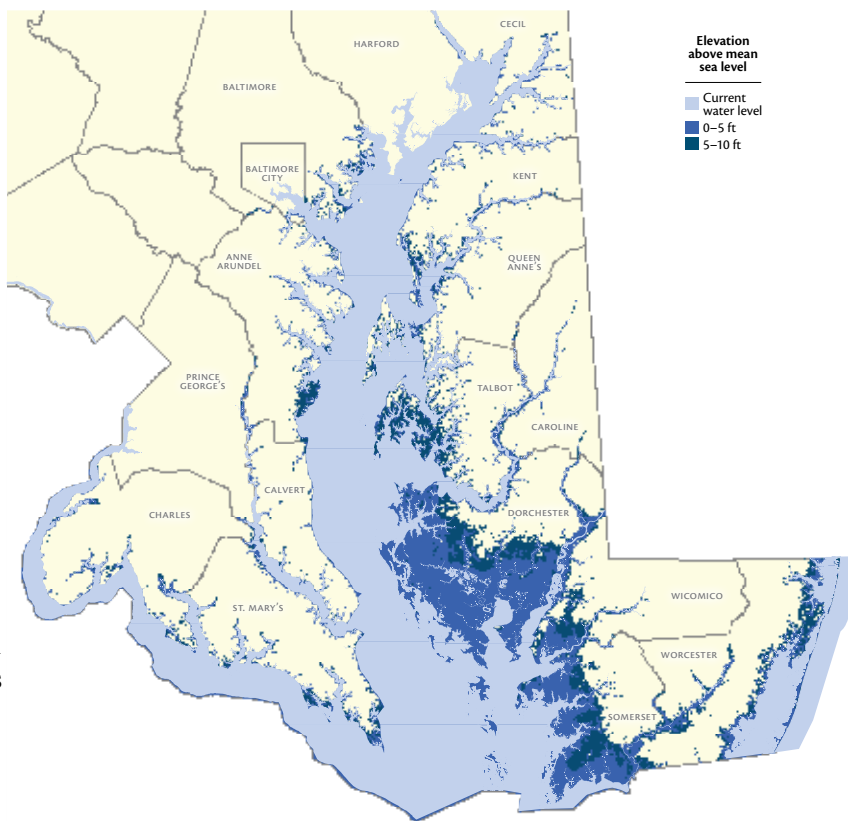 CECIL
HARFORD
Elevation
above mean
sea level
Current
water level
0–5 ft
5–10 ft
BALTIMORE
BALTIMORE
CITY
KENT
ANNE
ARUNDEL
QUEEN
ANNE'S
PRINCE
GEORGE'S
TALBOT
CAROLINE
CALVERT
CHARLES
DORCHESTER
ST. MARY'S
WICOMICO
WORCESTER
SOMERSET